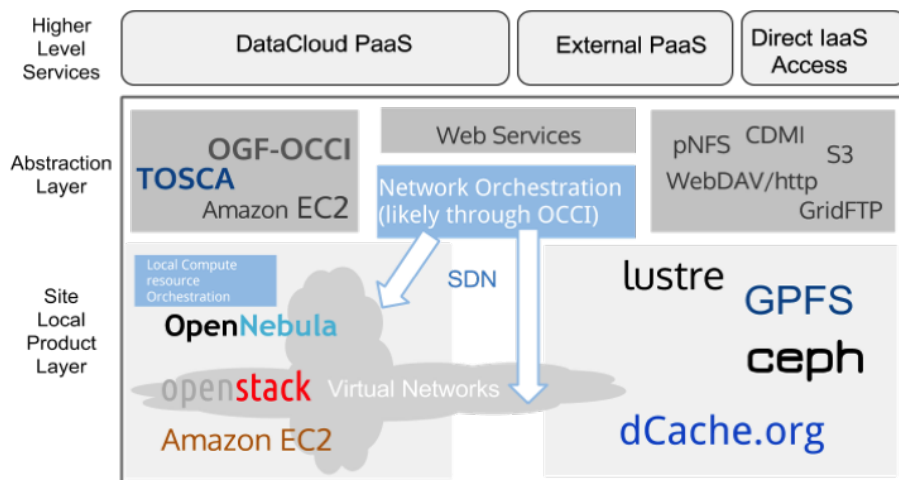 Higher
Level
Services
DataCloud PaaS
External PaaS
Direct IaaS
Access
Abstraction
Layer
OGF-OCCI
TOSCA
Amazon EC2
Web Services
Network Orchestration
(likely through OCCI)
pNFS
CDMI
S3
WebDAV/http
GridFTP
Site
Local
Product
Layer
Local Compute
resource
Orchestration
OpenNebula
openstack
Amazon EC2
SDN
Virtual Networks
lustre
GPFS
ceph
dCache.org